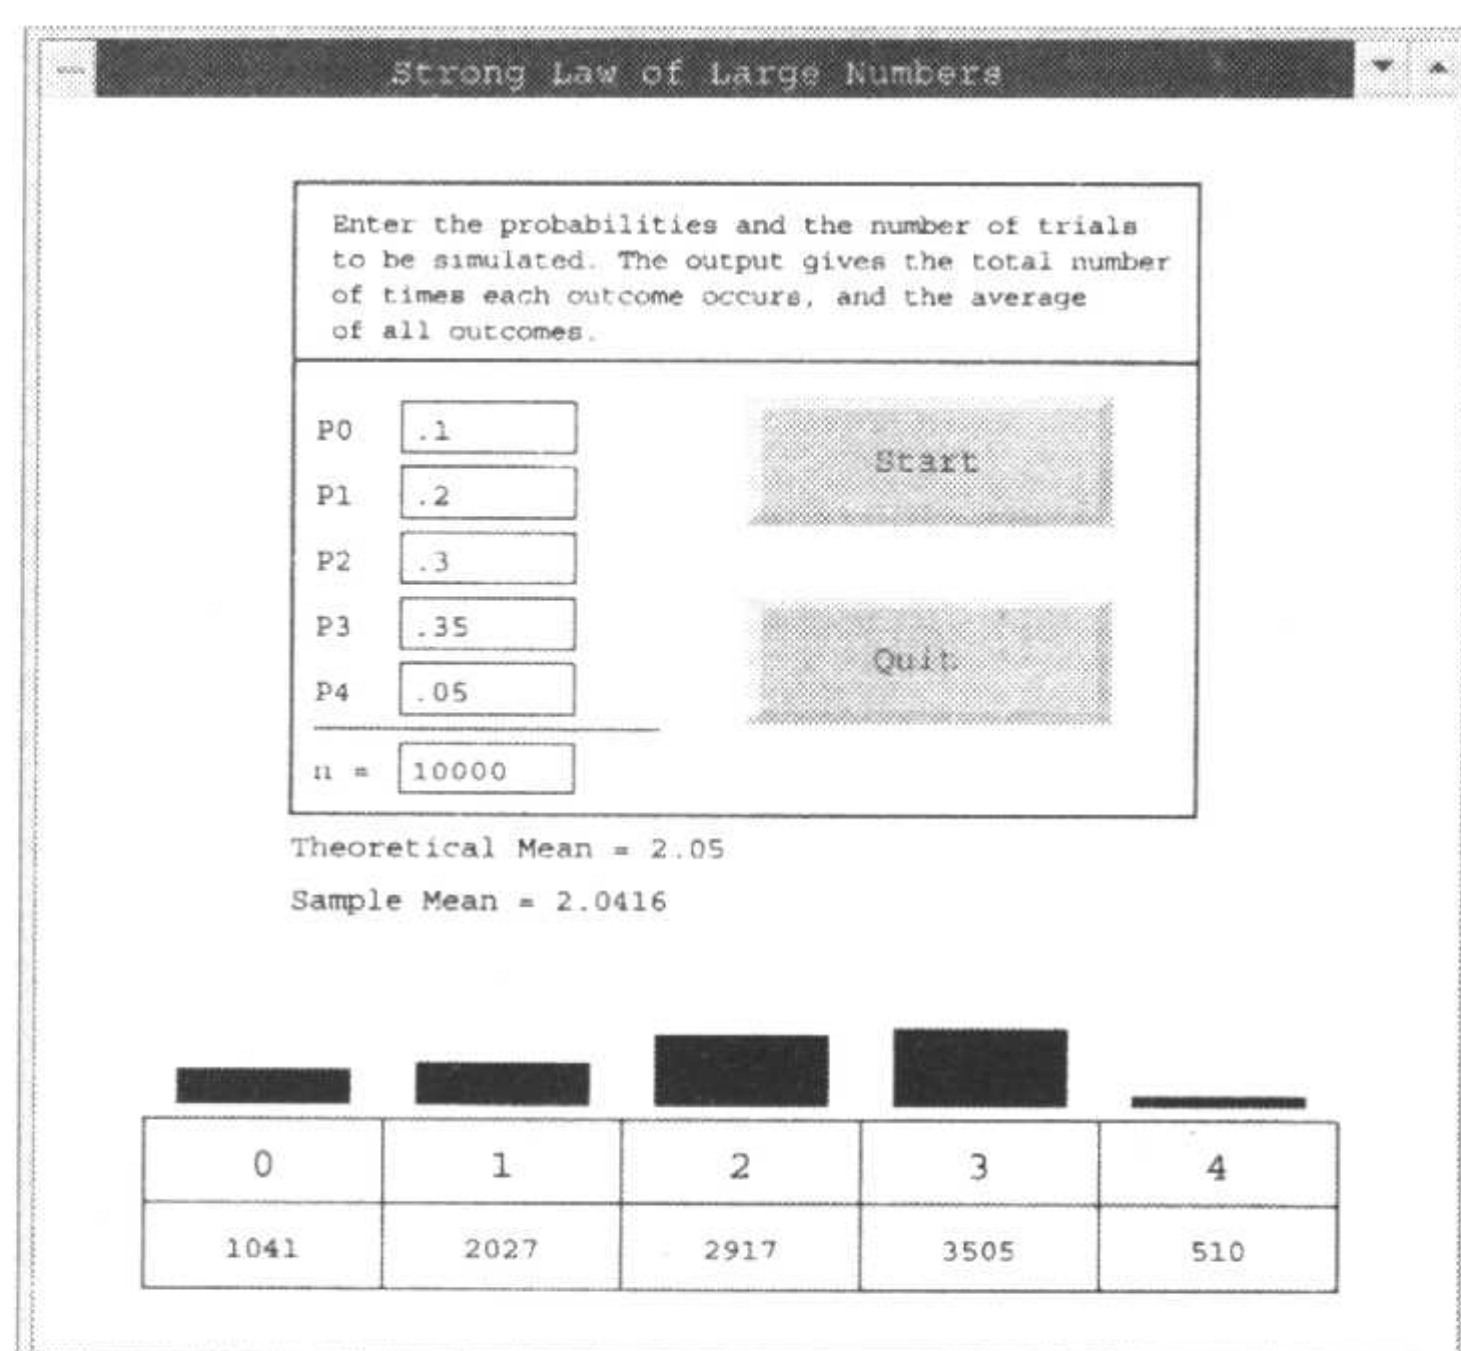 Strong Law of Large Numbers
Enter the probabilities and the number of trials
to be simulated. The output gives the total number
of times each outcome occurs, and the average
of all outcomes.
P0 .1
Start
P1 .2
P2 .3
P3 .35
Quit
P4 .05
n = 10000
Theoretical Mean = 2.05
Sample Mean = 2.0416
0 1 2 3 4
1041 2027 2917 3505 510